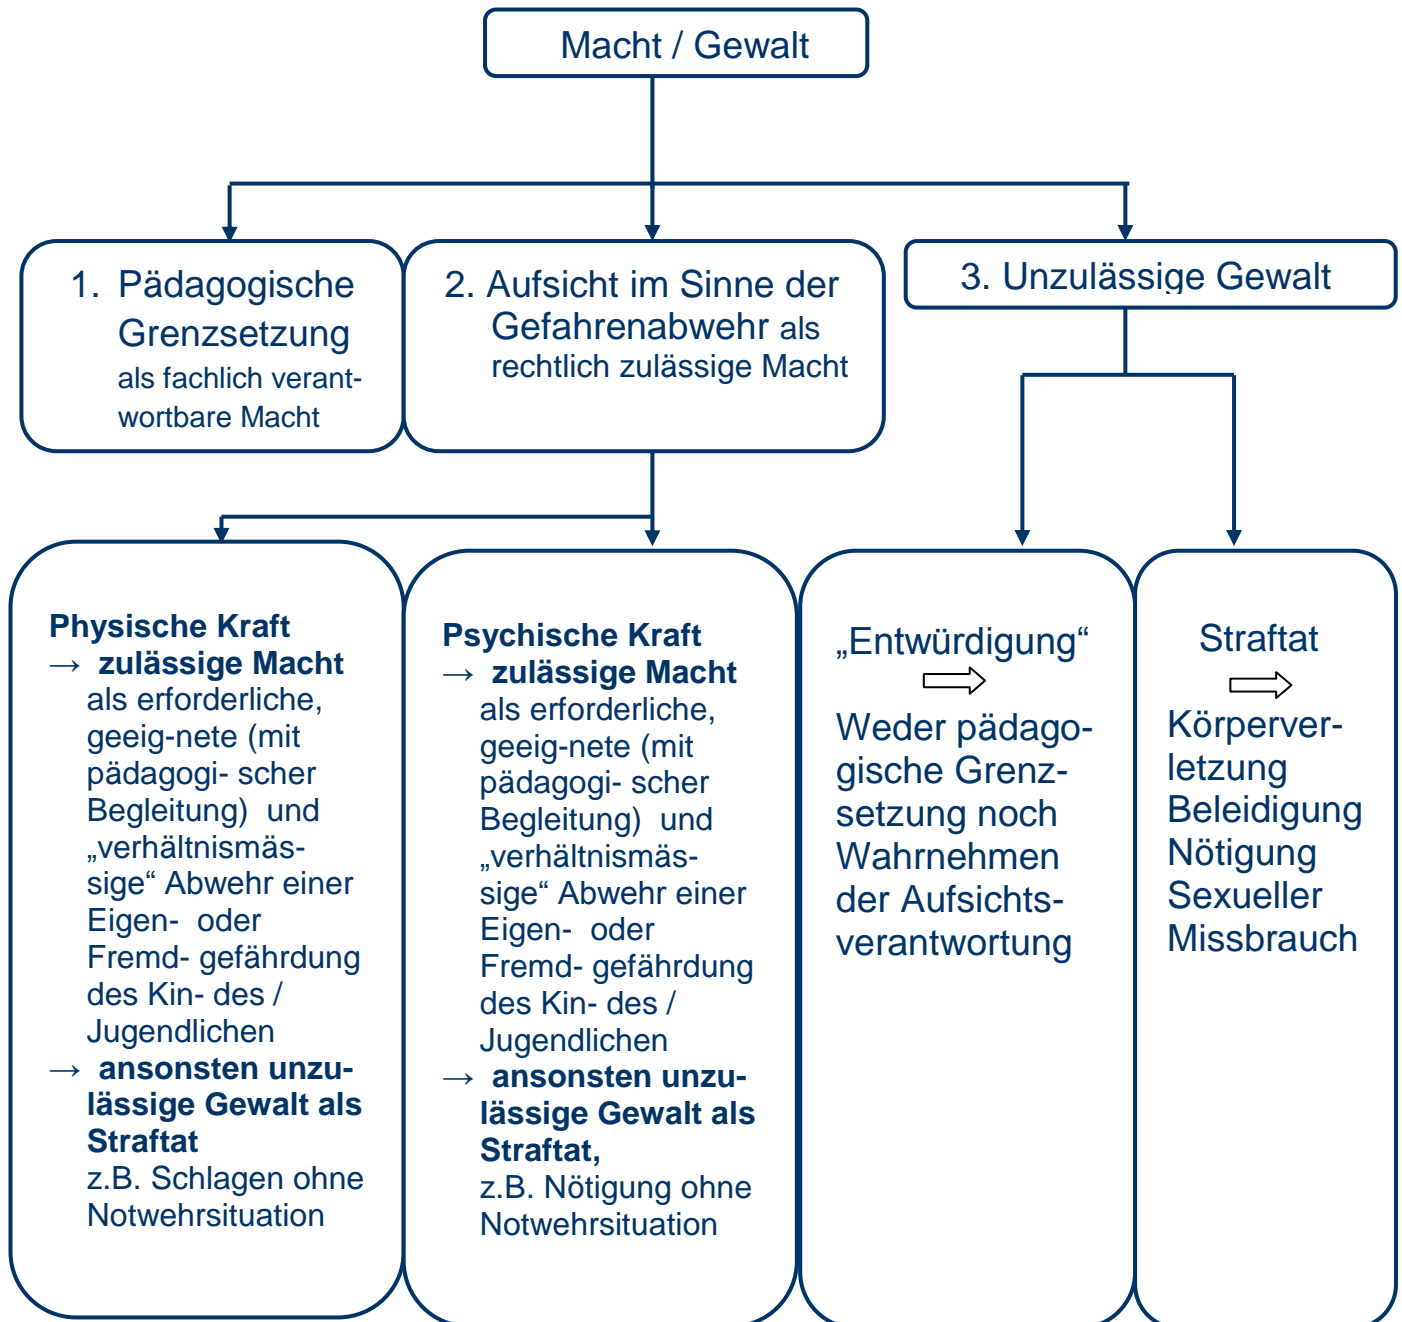 Macht / Gewalt
1. Pädagogische
Grenzsetzung
als fachlich verant-
wortbare Macht
2. Aufsicht im Sinne der
Gefahrenabwehr als
rechtlich zulässige Macht
3. Unzulässige Gewalt
Physische Kraft
→ zulässige Macht
als erforderliche,
geeig-nete (mit
pädagogi- scher
Begleitung) und
„verhältnismäs-
sige“ Abwehr einer
Eigen- oder
Fremd- gefährdung
des Kin- des /
Jugendlichen
→ ansonsten unzu-
lässige Gewalt als
Straftat
z.B. Schlagen ohne
Notwehrsituation
Psychische Kraft
→ zulässige Macht
als erforderliche,
geeig-nete (mit
pädagogi- scher
Begleitung) und
„verhältnismäs-
sige“ Abwehr einer
Eigen- oder
Fremd- gefährdung
des Kin- des /
Jugendlichen
→ ansonsten unzu-
lässige Gewalt als
Straftat,
z.B. Nötigung ohne
Notwehrsituation
„Entwürdigung“
⇨
Weder pädago-
gische Grenz-
setzung noch
Wahrnehmen
der Aufsichts-
verantwortung
Straftat
⇨
Körperver-
letzung
Beleidigung
Nötigung
Sexueller
Missbrauch